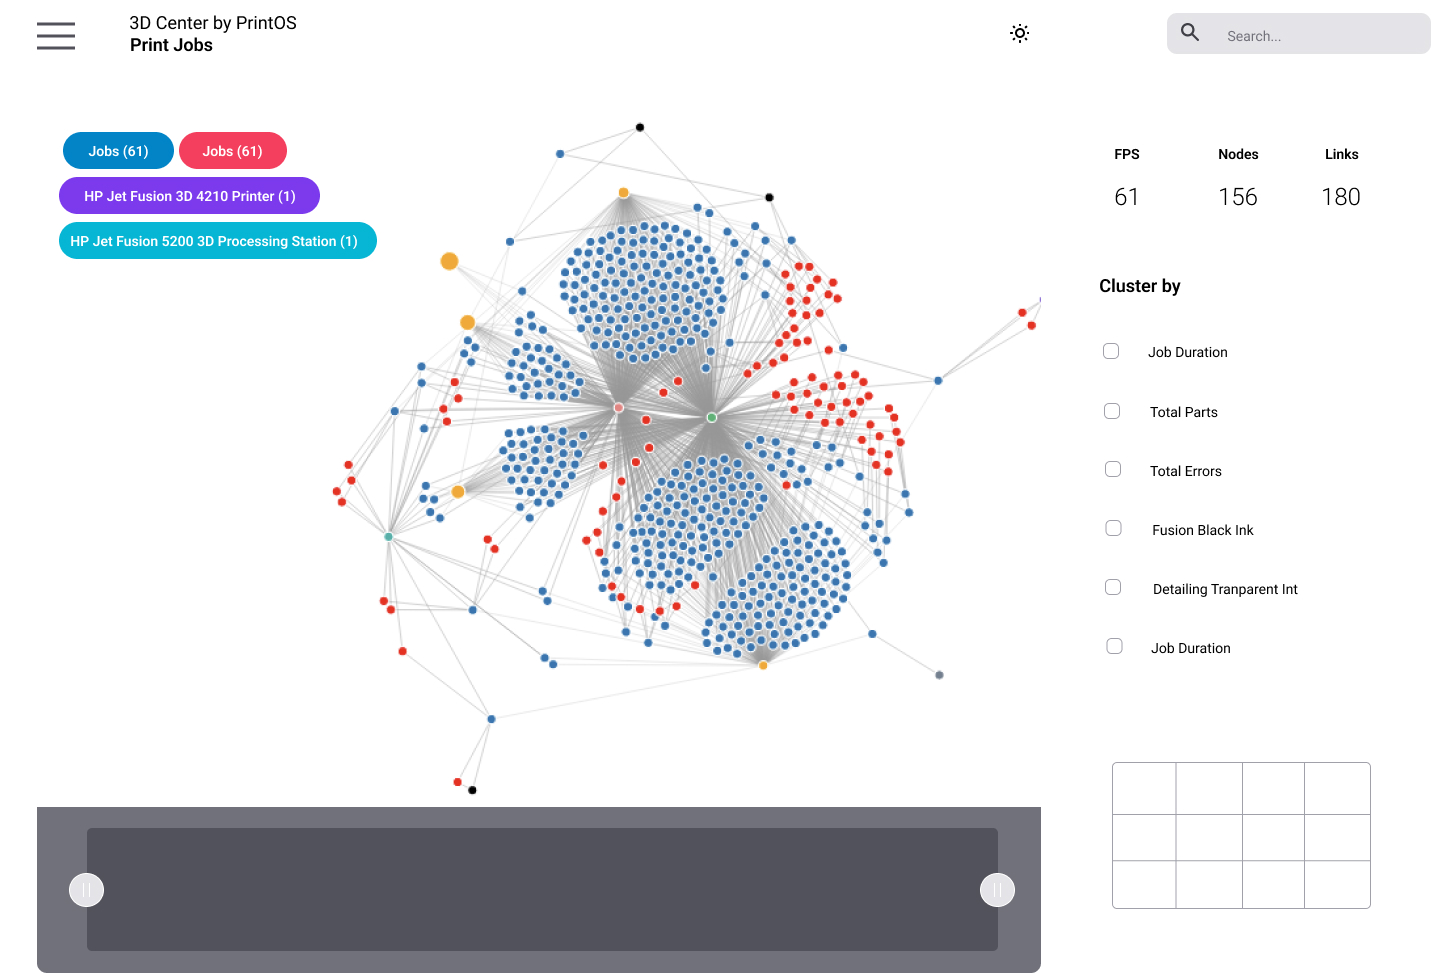 3D Center by PrintOS
Print Jobs
Search...
Jobs (61)
Jobs (61)
HP Jet Fusion 3D 4210 Printer (1)
HP Jet Fusion 5200 3D Processing Station (1)
FPS
Nodes
Links
61
156
180
Cluster by
Job Duration
Total Parts
Total Errors
Fusion Black Ink
Detailing Tranparent Int
Job Duration